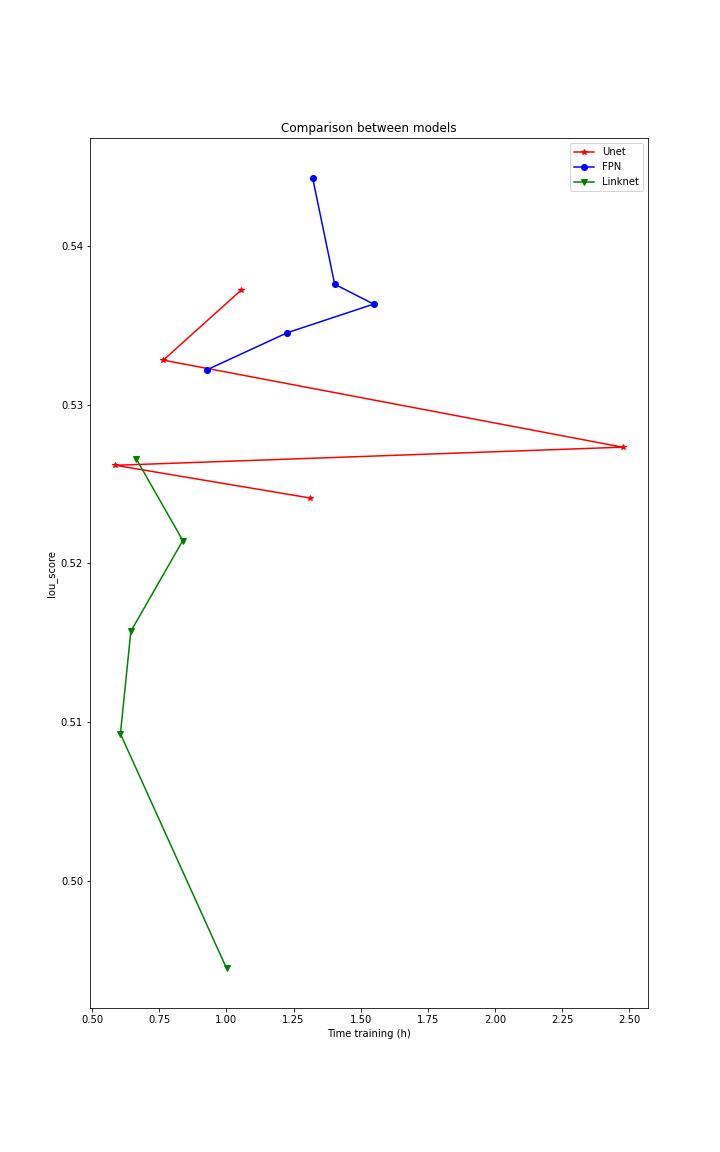 Comparison between models
Unet
FPN
Linknet
0.54
0.53
0.52
0.51
0.50
Iou_score
0.50 0.75 1.00 1.25 1.50 1.75 2.00 2.25 2.50
Time training (h)